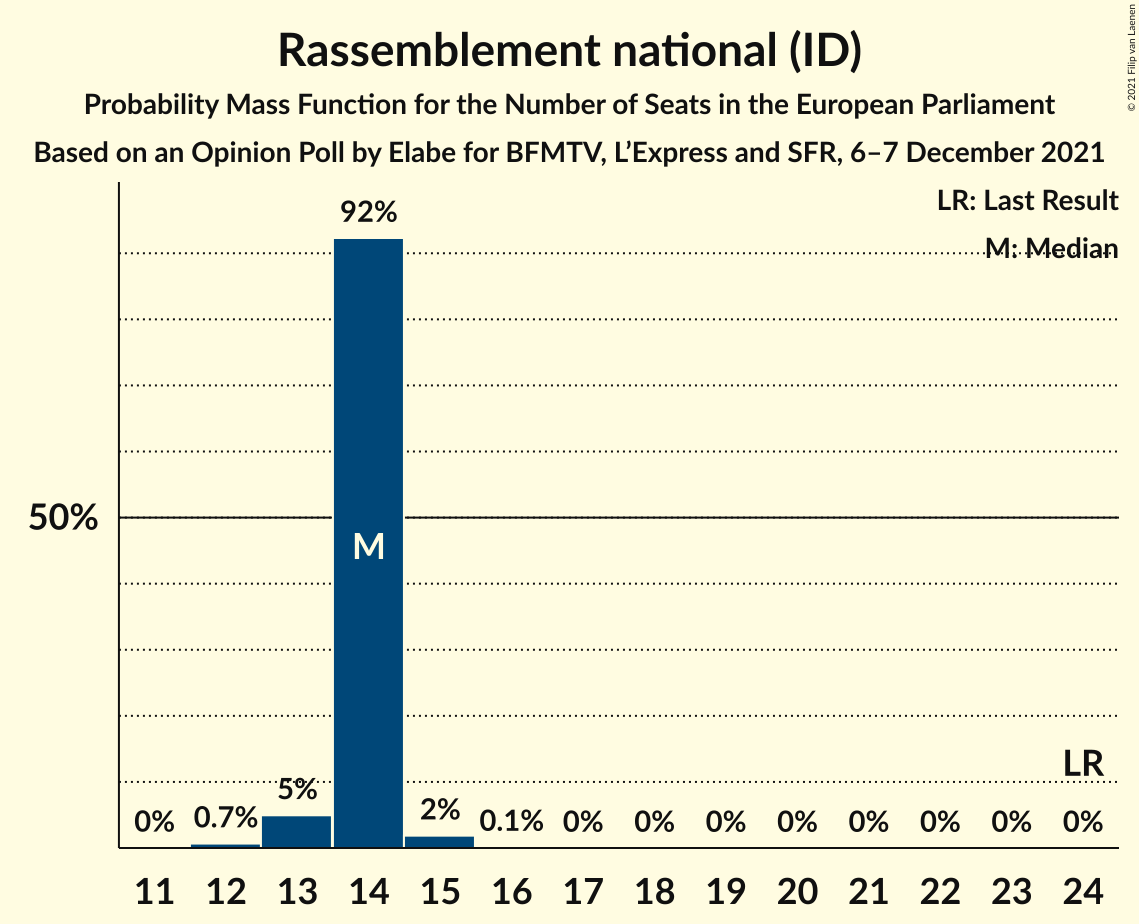 Rassemblement national (ID)
Probability Mass Function for the Number of Seats in the European Parliament
Based on an Opinion Poll by Elabe for BFMTV, L’Express and SFR, 6–7 December 2021
© 2021 Filip van Laenen
LR: Last Result
M: Median
92%
50%
M
LR
0% 0.7% 5% 2% 0.1% 0% 0% 0% 0% 0% 0% 0% 0%
11 12 13 14 15 16 17 18 19 20 21 22 23 24